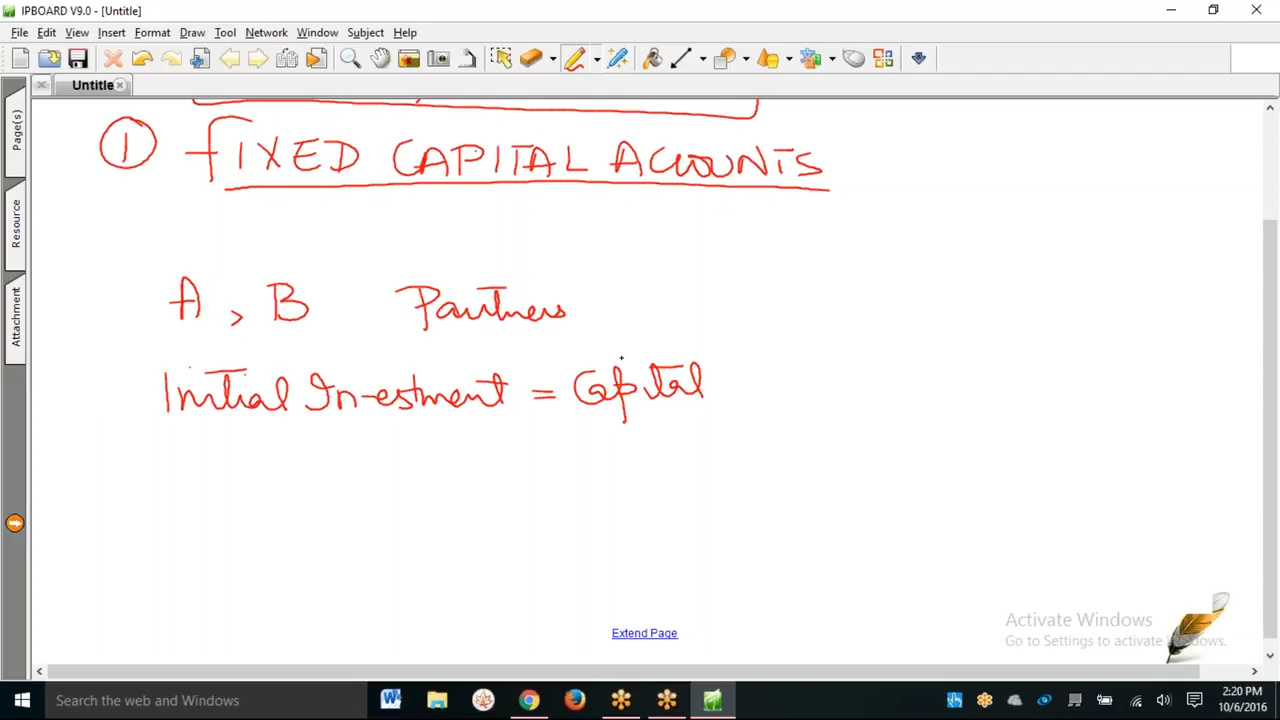 IPBOARD V9.0 - [Untitle]
File Edit View Insert Format Draw Tool Network Window Subject Help
Untitle
Page(s)
Resource
Attachment
① FIXED CAPITAL ACCOUNTS
A, B Partners
Initial Investment = Capital
Extend Page
Activate Windows
Go to Settings to activate Windows.
Search the web and Windows
2:20 PM
10/6/2016